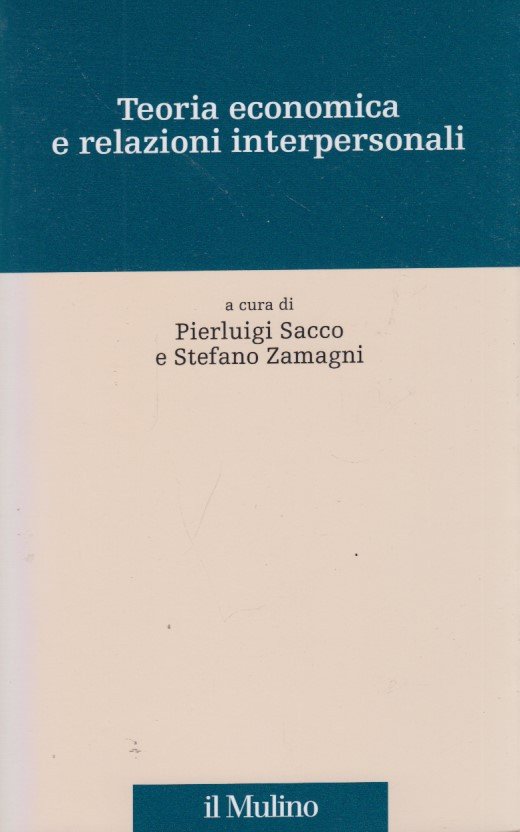 Teoria economica
e relazioni interpersonali
a cura di
Pierluigi Sacco
e Stefano Zamagni
il Mulino